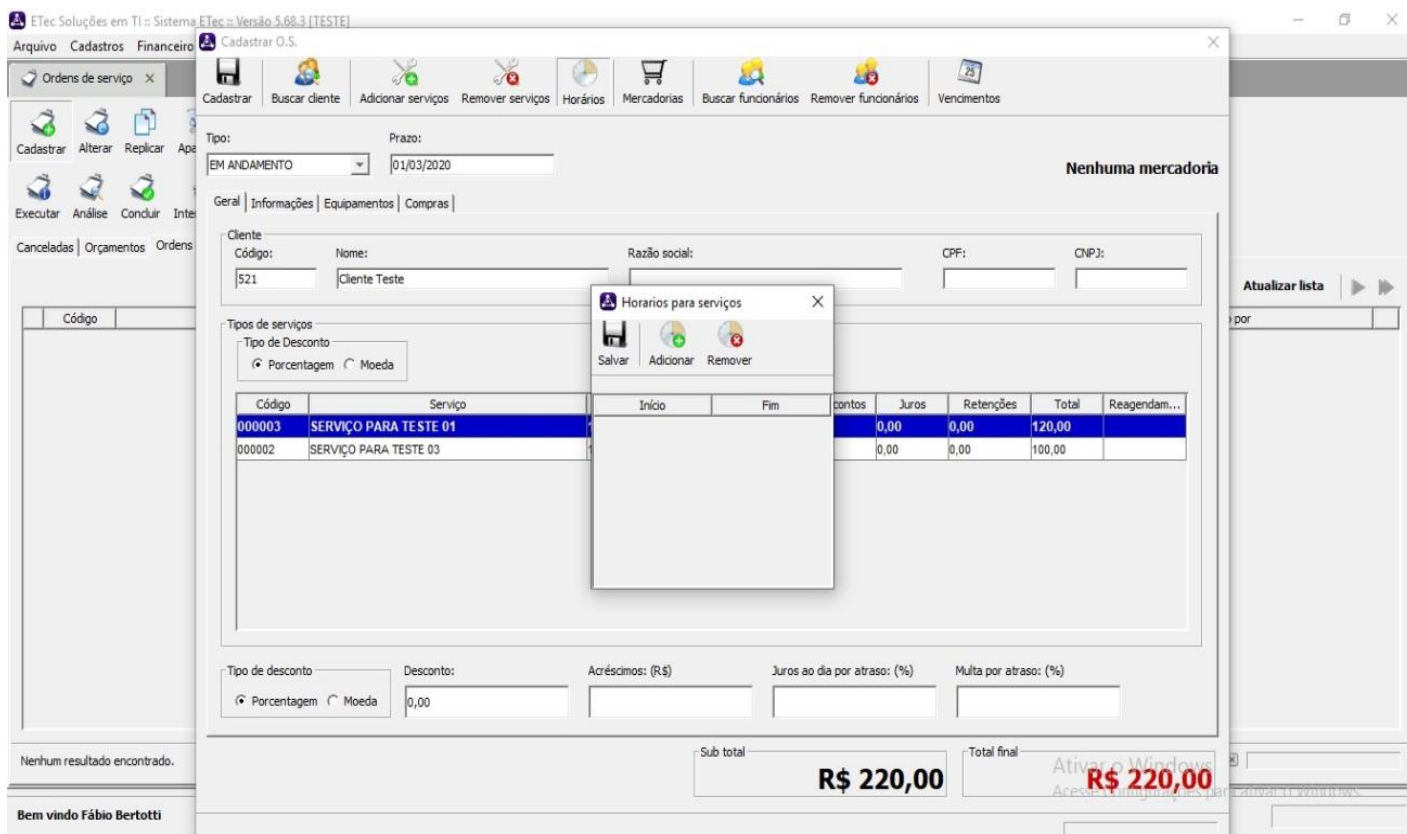 ETec Soluções em TI :: Sistema ETec :: Versão 5.68.3 [TESTE]
Arquivo Cadastros Financeiro
Cadastrar O.S.
Ordens de serviço
Cadastrar Buscar cliente Adicionar serviços Remover serviços Horários Mercadorias Buscar funcionários Remover funcionários Vencimentos
Cadastrar Alterar Replicar Apa
Tipo: Prazo:
EM ANDAMENTO 01/03/2020
Nenhuma mercadoria
Executar Análise Concluir Inte
Geral Informações Equipamentos Compras
Canceladas Orçamentos Ordens
Cliente
Código: Nome: Razão social: CPF: CNPJ:
521 Cliente Teste
Atualizar lista
Horarios para serviços
Código
por
Tipos de serviços
Tipo de Desconto
Porcentagem Moeda
Salvar Adicionar Remover
Código Serviço Início Fim contos Juros Retenções Total Reagendam...
000003 SERVIÇO PARA TESTE 01 0,00 0,00 120,00
000002 SERVIÇO PARA TESTE 03 0,00 0,00 100,00
Tipo de desconto Desconto: Acréscimos: (R$) Juros ao dia por atraso: (%) Multa por atraso: (%)
Porcentagem Moeda 0,00
Nenhum resultado encontrado.
Sub total
R$ 220,00
Total final
R$ 220,00
Ativar o Windows
Bem vindo Fábio Bertotti